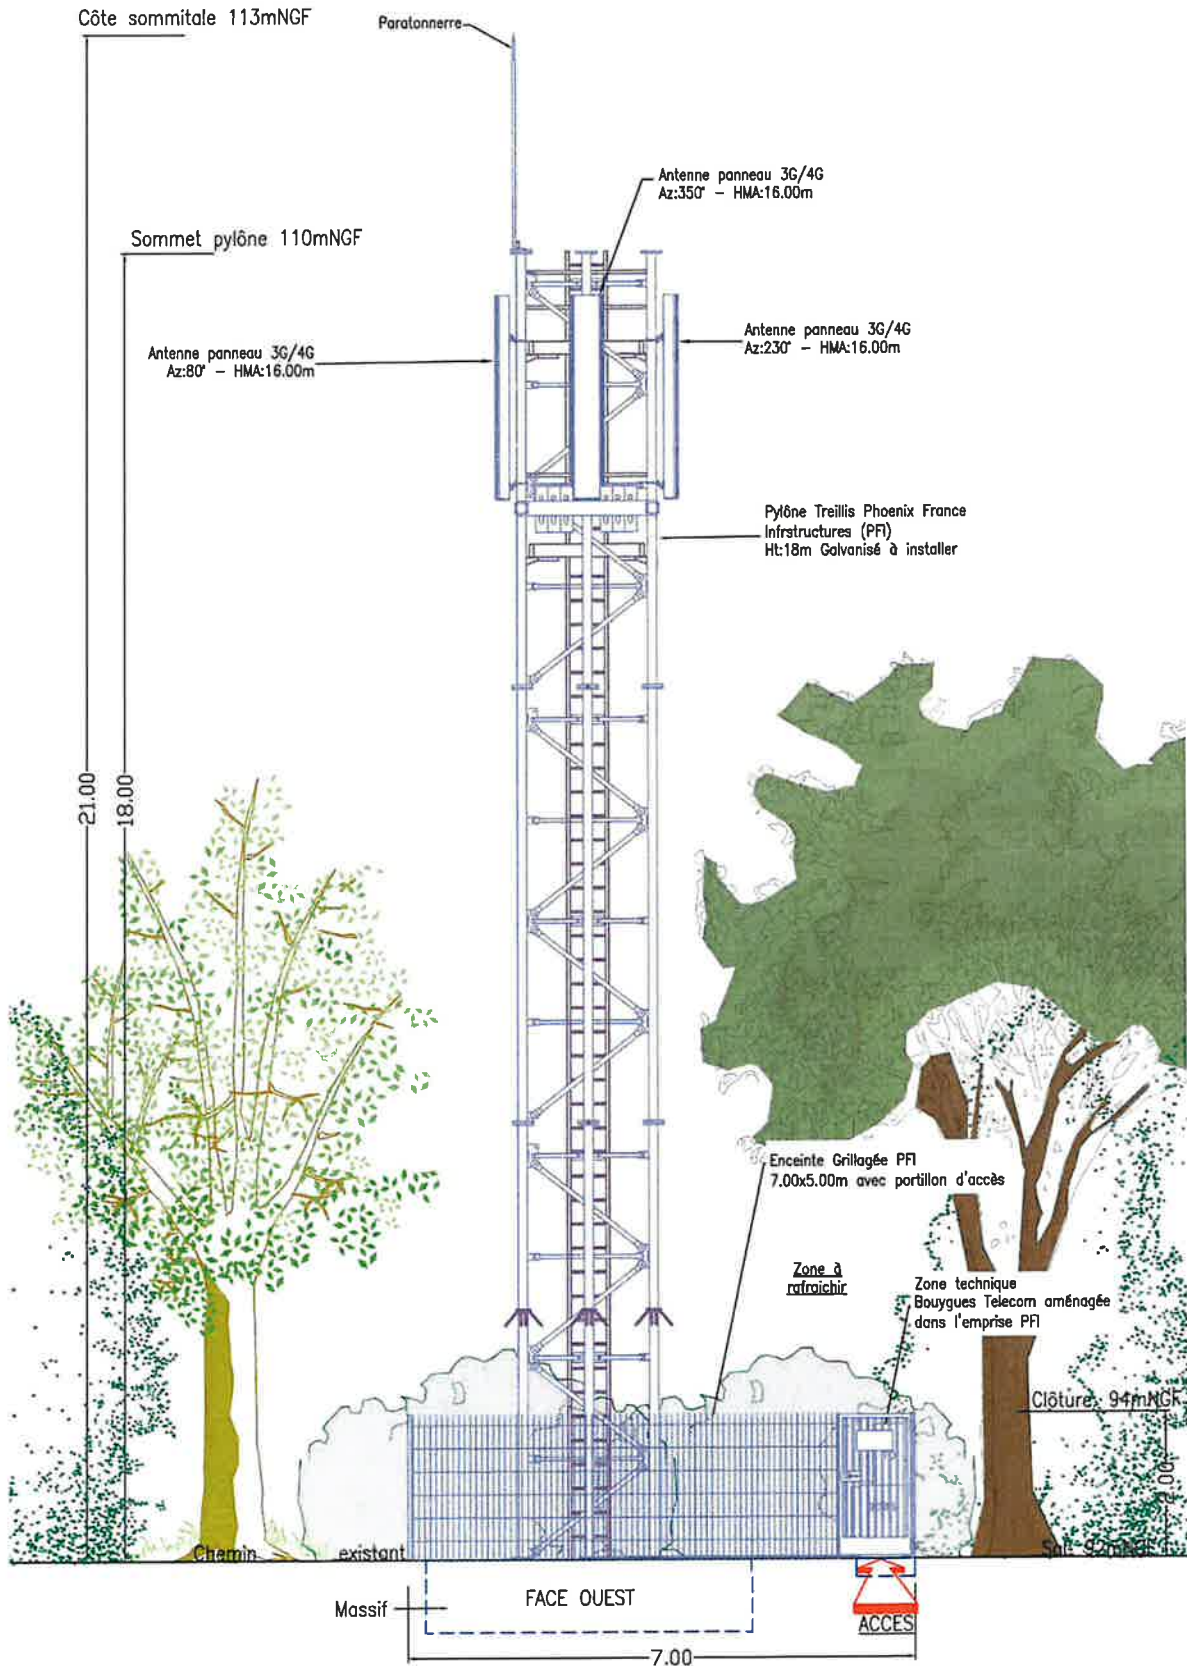 Côte sommitale 113mNGF
Paratonnerre
Antenne panneau 3G/4G
Az:350° - HMA:16.00m
Sommet pylône 110mNGF
Antenne panneau 3G/4G
Az:80° - HMA:16.00m
Antenne panneau 3G/4G
Az:230° - HMA:16.00m
Pylône Treillis Phoenix France
Infrstructures (PFI)
Ht:18m Galvanisé à installer
21.00
18.00
Enceinte Grillagée PFI
7.00x5.00m avec portillon d'accès
Zone à
rafraichir
Zone technique
Bouygues Telecom aménagée
dans l'emprise PFI
Clôture: 94mNGF
2.00
Chemin existant
Sol: 92mNGF
Massif
FACE OUEST
ACCES
7.00